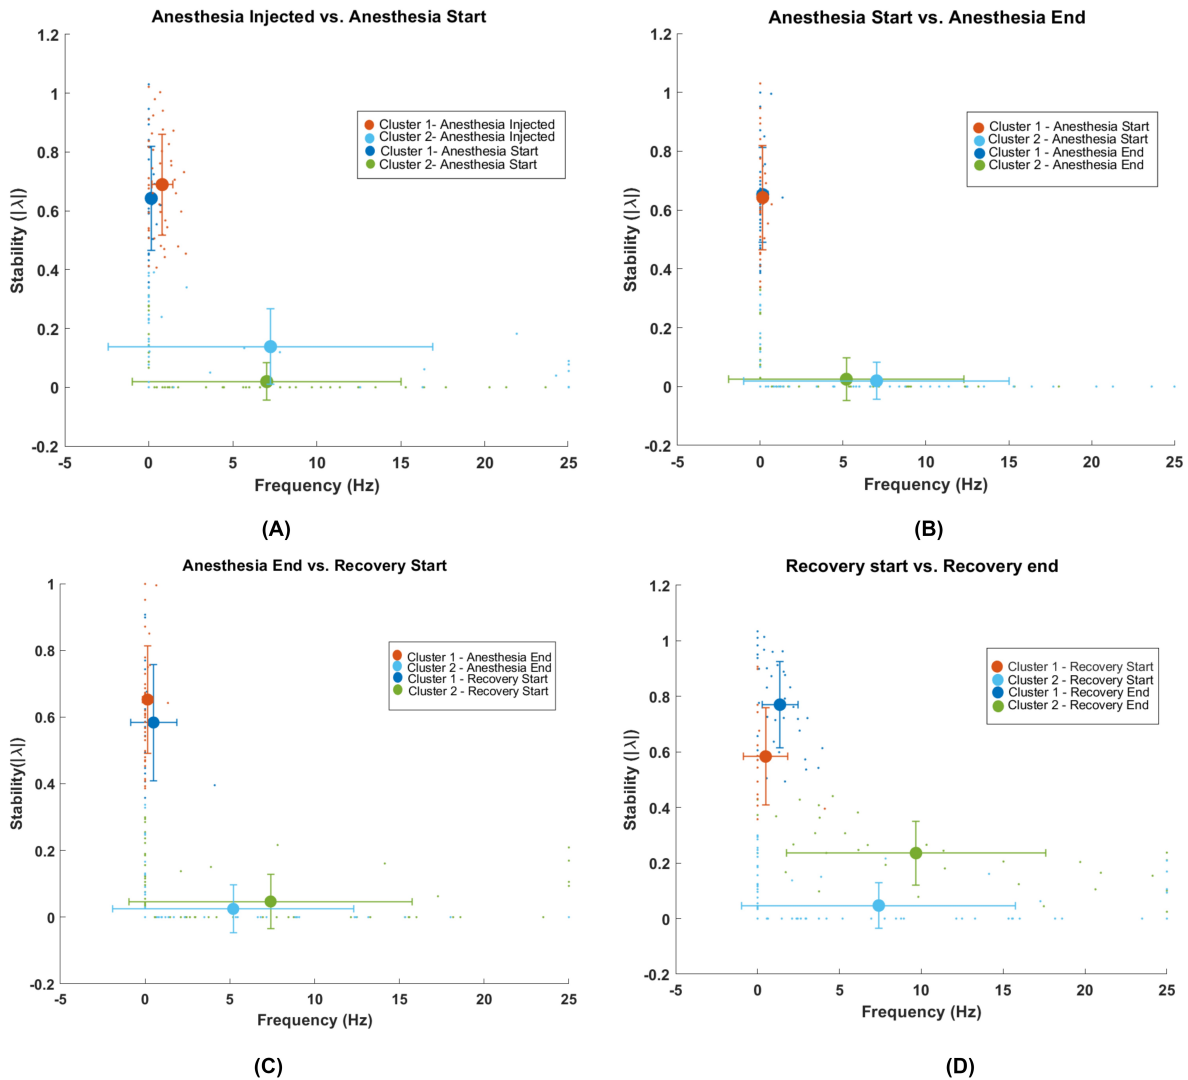 Anesthesia Injected vs. Anesthesia Start
1.2
1
0.8
0.6
0.4
0.2
0
-0.2
Stability (|λ|)
Cluster 1- Anesthesia Injected
Cluster 2- Anesthesia Injected
Cluster 1- Anesthesia Start
Cluster 2- Anesthesia Start
-5 0 5 10 15 20 25
Frequency (Hz)
(A)
Anesthesia Start vs. Anesthesia End
1.2
1
0.8
0.6
0.4
0.2
0
-0.2
Stability (|λ|)
Cluster 1 - Anesthesia Start
Cluster 2 - Anesthesia Start
Cluster 1 - Anesthesia End
Cluster 2 - Anesthesia End
-5 0 5 10 15 20 25
Frequency (Hz)
(B)
Anesthesia End vs. Recovery Start
1
0.8
0.6
0.4
0.2
0
-0.2
Stability(|λ|)
Cluster 1 - Anesthesia End
Cluster 2 - Anesthesia End
Cluster 1 - Recovery Start
Cluster 2 - Recovery Start
-5 0 5 10 15 20 25
Frequency (Hz)
(C)
Recovery start vs. Recovery end
1.2
1
0.8
0.6
0.4
0.2
0
-0.2
Stability (|λ|)
Cluster 1 - Recovery Start
Cluster 2 - Recovery Start
Cluster 1 - Recovery End
Cluster 2 - Recovery End
-5 0 5 10 15 20 25
Frequency (Hz)
(D)